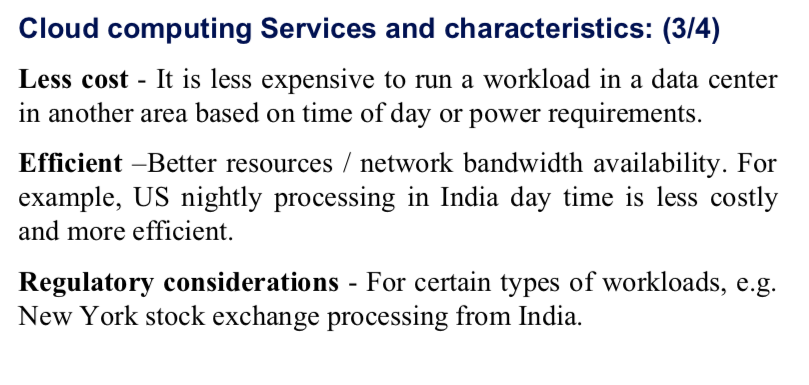 Cloud computing Services and characteristics: (3/4)
Less cost - It is less expensive to run a workload in a data center
in another area based on time of day or power requirements.
Efficient –Better resources / network bandwidth availability. For
example, US nightly processing in India day time is less costly
and more efficient.
Regulatory considerations - For certain types of workloads, e.g.
New York stock exchange processing from India.